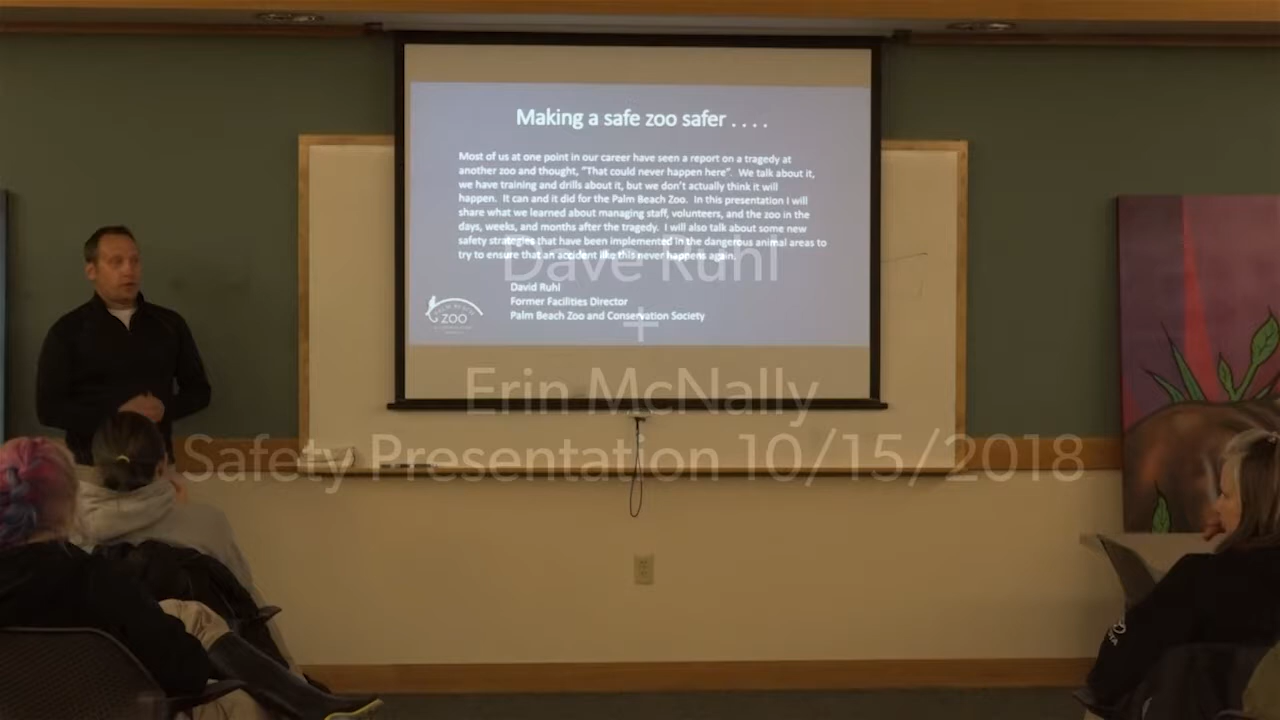 Making a safe zoo safer . . . .
Most of us at one point in our career have seen a report on a tragedy at
another zoo and thought, "That could never happen here". We talk about it,
we have training and drills about it, but we don't actually think it will
happen. It can and it did for the Palm Beach Zoo. In this presentation I will
share what we learned about managing staff, volunteers, and the zoo in the
days, weeks, and months after the tragedy. I will also talk about some new
safety strategies that have been implemented in the dangerous animal areas to
try to ensure that an accident like this never happens again.
David Ruhl
Former Facilities Director
Palm Beach Zoo and Conservation Society
ZOO
Dave Ruhl
+
Erin McNally
Safety Presentation 10/15/2018